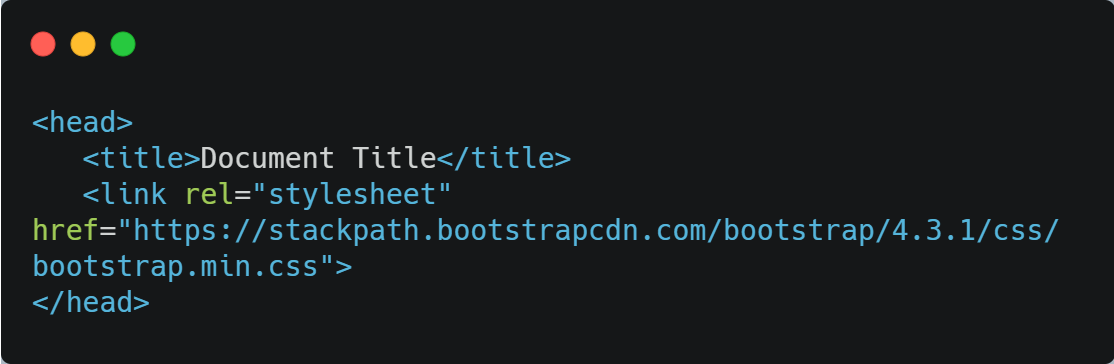 <head>
   <title>Document Title</title>
   <link rel="stylesheet"
href="https://stackpath.bootstrapcdn.com/bootstrap/4.3.1/css/
bootstrap.min.css">
</head>